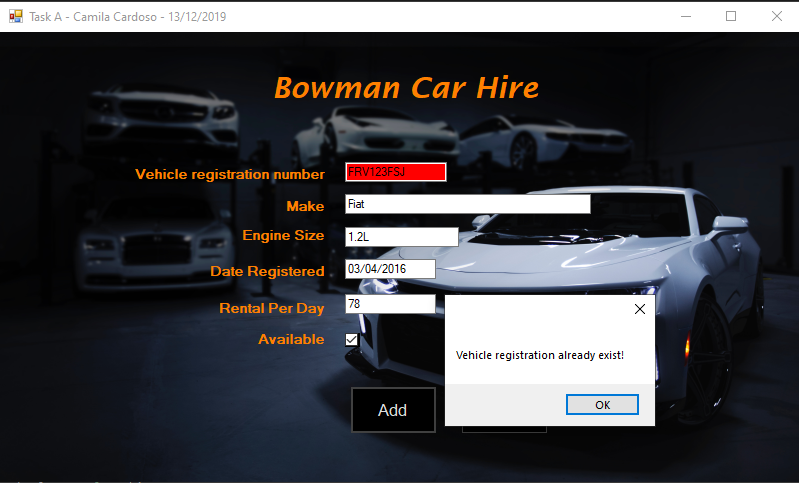 Task A - Camila Cardoso - 13/12/2019
Bowman Car Hire
Vehicle registration number FRV123FSJ
Make Fiat
Engine Size 1.2L
Date Registered 03/04/2016
Rental Per Day 78
Available
Vehicle registration already exist!
OK
Add